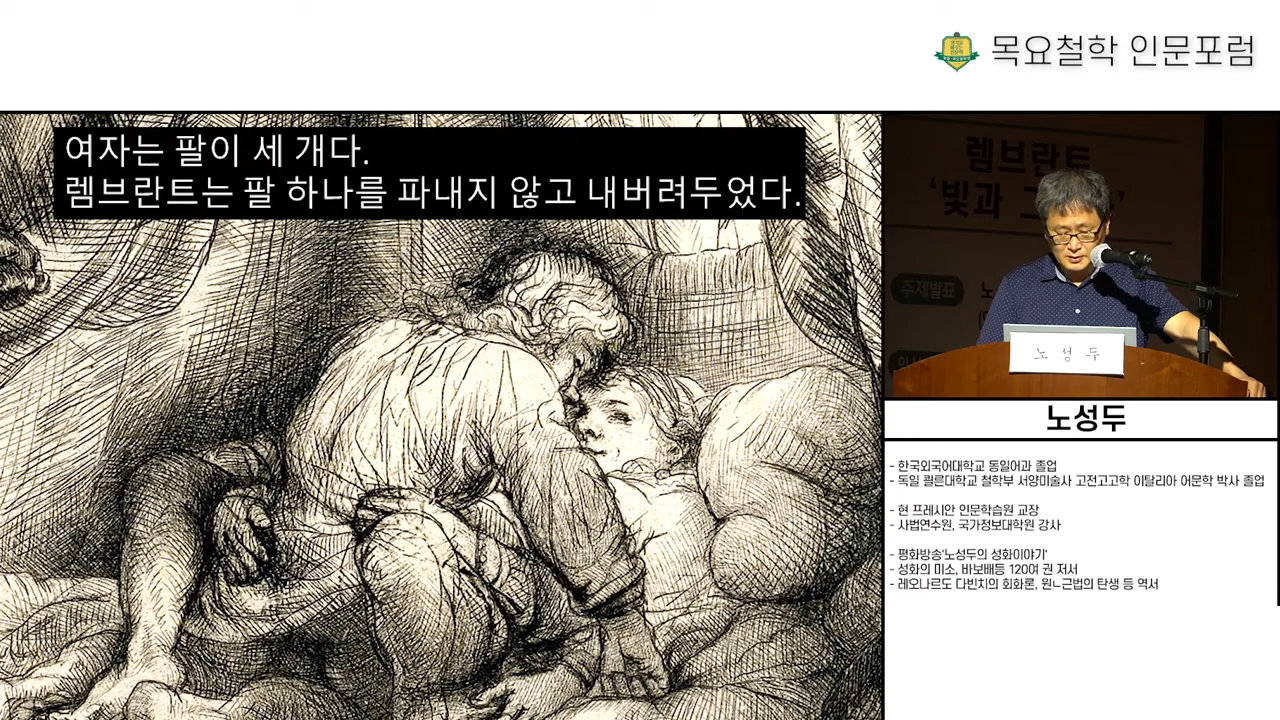 목요철학 인문포럼
여자는 팔이 세 개다.
렘브란트는 팔 하나를 파내지 않고 내버려두었다.
렘브란트
'빛과 그
주제발표 노
노 성 두
노성두
- 한국외국어대학교 동일어과 졸업
- 독일 쾰른대학교 철학부 서양미술사 고전고고학 이탈리아 어문학 박사 졸업
- 현 프레시안 인문학습원 교장
- 사법연수원, 국가정보대학원 강사
- 평화방송'노성두의 성화이야기'
- 성화의 미소, 바보배등 120여 권 저서
- 레오나르도 다빈치의 회화론, 원ㄴ근법의 탄생 등 역서